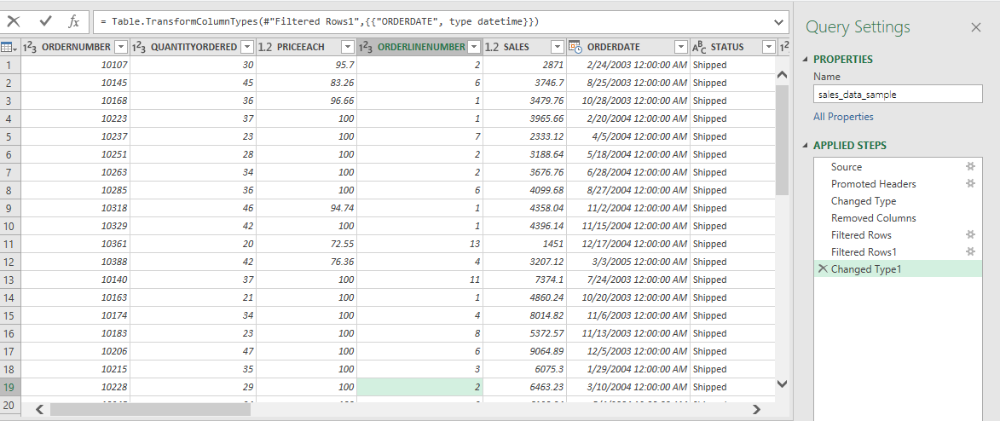 = Table.TransformColumnTypes(#"Filtered Rows1",{{"ORDERDATE", type datetime}})
1²3 ORDERNUMBER 1²3 QUANTITYORDERED 1.2 PRICEEACH 1²3 ORDERLINENUMBER 1.2 SALES ORDERDATE ABC STATUS 1²
1 10107 30 95.7 2 2871 2/24/2003 12:00:00 AM Shipped
2 10145 45 83.26 6 3746.7 8/25/2003 12:00:00 AM Shipped
3 10168 36 96.66 1 3479.76 10/28/2003 12:00:00 AM Shipped
4 10223 37 100 1 3965.66 2/20/2004 12:00:00 AM Shipped
5 10237 23 100 7 2333.12 4/5/2004 12:00:00 AM Shipped
6 10251 28 100 2 3188.64 5/18/2004 12:00:00 AM Shipped
7 10263 34 100 2 3676.76 6/28/2004 12:00:00 AM Shipped
8 10285 36 100 6 4099.68 8/27/2004 12:00:00 AM Shipped
9 10318 46 94.74 1 4358.04 11/2/2004 12:00:00 AM Shipped
10 10329 42 100 1 4396.14 11/15/2004 12:00:00 AM Shipped
11 10361 20 72.55 13 1451 12/17/2004 12:00:00 AM Shipped
12 10388 42 76.36 4 3207.12 3/3/2005 12:00:00 AM Shipped
13 10140 37 100 11 7374.1 7/24/2003 12:00:00 AM Shipped
14 10163 21 100 1 4860.24 10/20/2003 12:00:00 AM Shipped
15 10174 34 100 4 8014.82 11/6/2003 12:00:00 AM Shipped
16 10183 23 100 8 5372.57 11/13/2003 12:00:00 AM Shipped
17 10206 47 100 6 9064.89 12/5/2003 12:00:00 AM Shipped
18 10215 35 100 3 6075.3 1/29/2004 12:00:00 AM Shipped
19 10228 29 100 2 6463.23 3/10/2004 12:00:00 AM Shipped
20
Query Settings
PROPERTIES
Name
sales_data_sample
All Properties
APPLIED STEPS
Source
Promoted Headers
Changed Type
Removed Columns
Filtered Rows
Filtered Rows1
Changed Type1